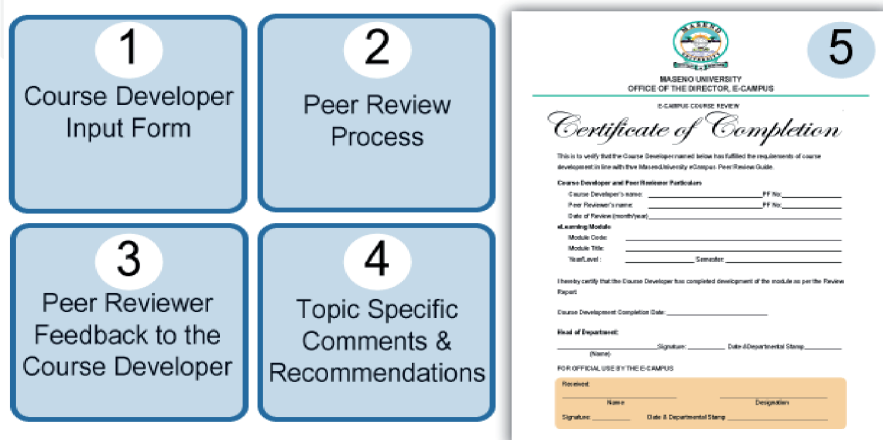 1
Course Developer
Input Form
2
Peer Review
Process
3
Peer Reviewer
Feedback to the
Course Developer
4
Topic Specific
Comments &
Recommendations
5
MASENO
UNIVERSITY
MASENO UNIVERSITY
OFFICE OF THE DIRECTOR, E-CAMPUS
E-CAMPUS COURSE REVIEW
Certificate of Completion
This is to verify that the Course Developer named below has fulfilled the requirements of course
development in line with the Maseno University eCampus Peer Review Guide.
Course Developer and Peer Reviewer Particulars
Course Developer's name: PF No:
Peer Reviewer's name: PF No:
Date of Review (month/year)
eLearning Module
Module Code:
Module Title:
Year/Level : Semester:
I hereby certify that the Course Developer has completed development of the module as per the Review
Report
Course Development Completion Date:
Head of Department:
Signature: Date &Departmental Stamp
(Name)
FOR OFFICIAL USE BY THE E-CAMPUS
Received:
Name Designation
Signature: Date & Departmental Stamp